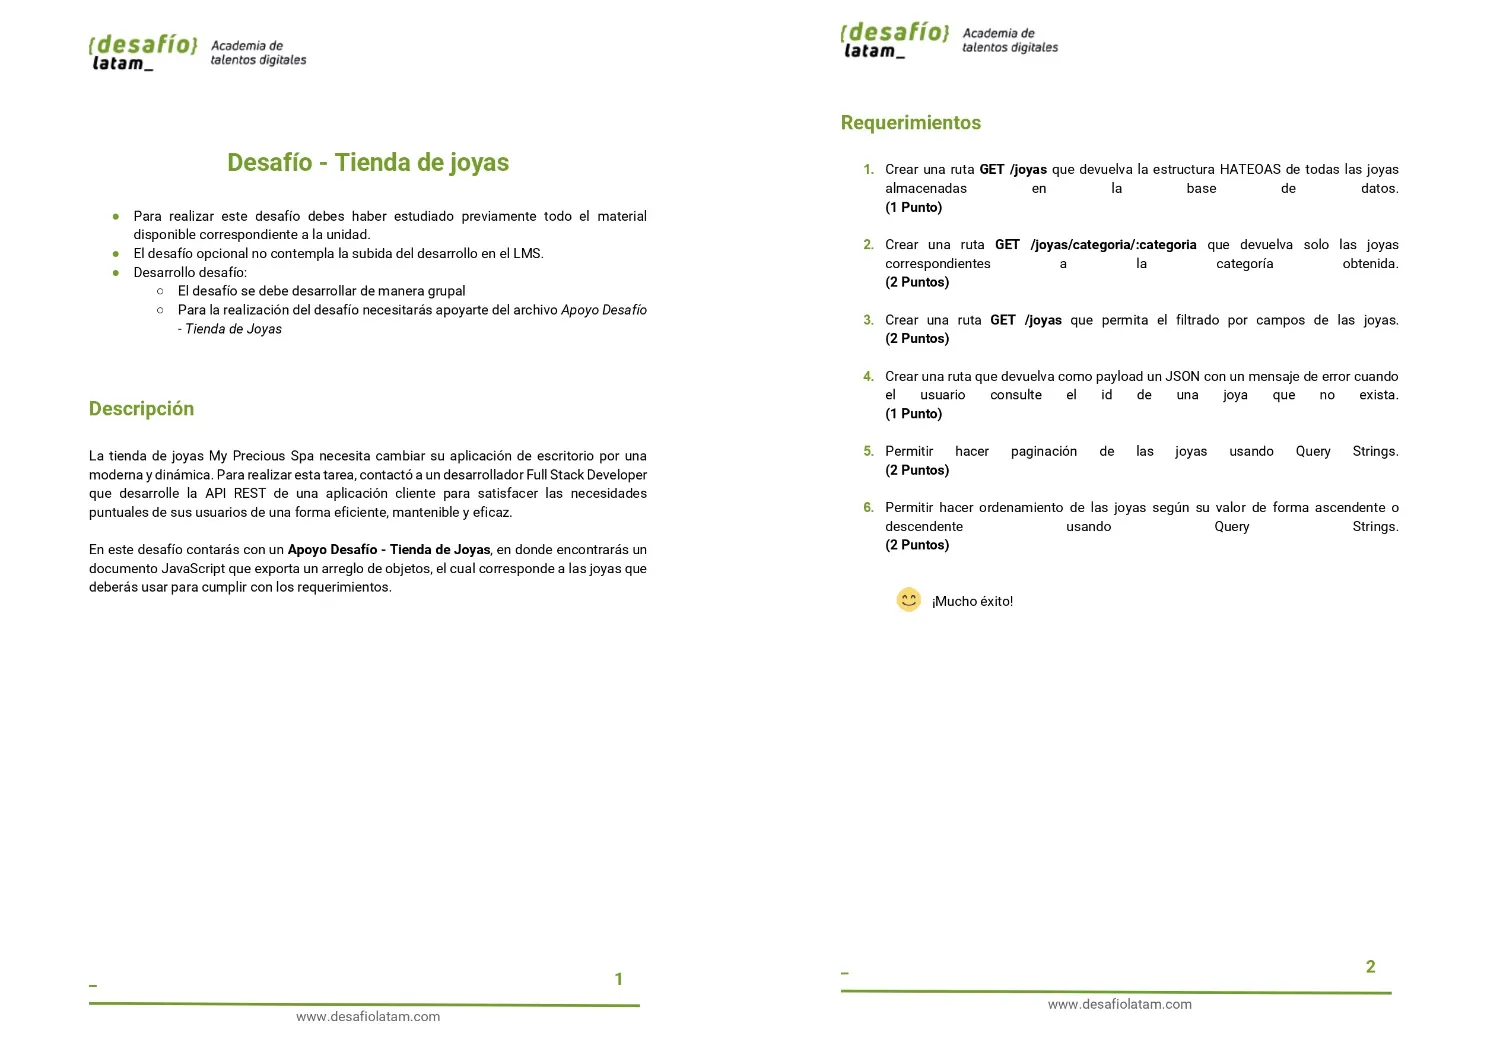 {desafío} Academia de
latam_ talentos digitales
Desafío - Tienda de joyas
● Para realizar este desafío debes haber estudiado previamente todo el material
disponible correspondiente a la unidad.
● El desafío opcional no contempla la subida del desarrollo en el LMS.
● Desarrollo desafío:
○ El desafío se debe desarrollar de manera grupal
○ Para la realización del desafío necesitarás apoyarte del archivo Apoyo Desafío
- Tienda de Joyas
Descripción
La tienda de joyas My Precious Spa necesita cambiar su aplicación de escritorio por una
moderna y dinámica. Para realizar esta tarea, contactó a un desarrollador Full Stack Developer
que desarrolle la API REST de una aplicación cliente para satisfacer las necesidades
puntuales de sus usuarios de una forma eficiente, mantenible y eficaz.
En este desafío contarás con un Apoyo Desafío - Tienda de Joyas, en donde encontrarás un
documento JavaScript que exporta un arreglo de objetos, el cual corresponde a las joyas que
deberás usar para cumplir con los requerimientos.
_ 1
www.desafiolatam.com
{desafío} Academia de
latam_ talentos digitales
Requerimientos
1. Crear una ruta GET /joyas que devuelva la estructura HATEOAS de todas las joyas
almacenadas en la base de datos.
(1 Punto)
2. Crear una ruta GET /joyas/categoria/:categoria que devuelva solo las joyas
correspondientes a la categoría obtenida.
(2 Puntos)
3. Crear una ruta GET /joyas que permita el filtrado por campos de las joyas.
(2 Puntos)
4. Crear una ruta que devuelva como payload un JSON con un mensaje de error cuando
el usuario consulte el id de una joya que no exista.
(1 Punto)
5. Permitir hacer paginación de las joyas usando Query Strings.
(2 Puntos)
6. Permitir hacer ordenamiento de las joyas según su valor de forma ascendente o
descendente usando Query Strings.
(2 Puntos)
¡Mucho éxito!
_ 2
www.desafiolatam.com